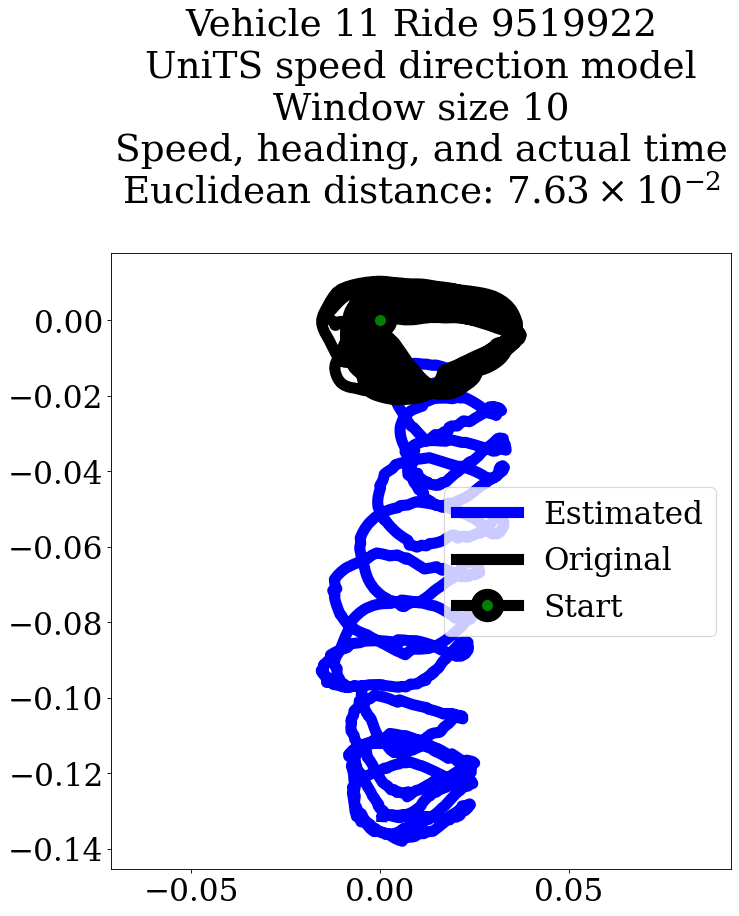 Vehicle 11 Ride 9519922
UniTS speed direction model
Window size 10
Speed, heading, and actual time
Euclidean distance: 7.63 × 10⁻²
0.00
−0.02
−0.04
−0.06
−0.08
−0.10
−0.12
−0.14
Estimated
Original
Start
−0.05 0.00 0.05